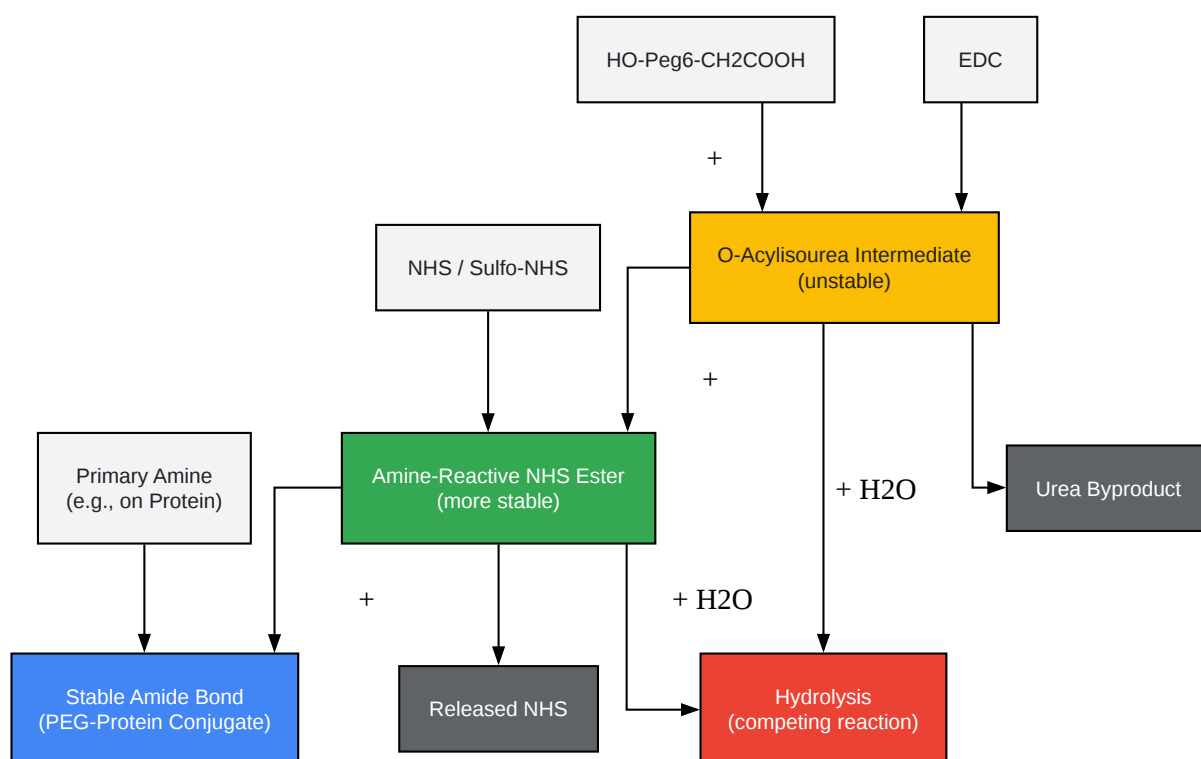 HO-Peg6-CH2COOH
EDC
+
O-Acylisourea Intermediate
(unstable)
NHS / Sulfo-NHS
+
Primary Amine
(e.g., on Protein)
Amine-Reactive NHS Ester
(more stable)
+ H2O
Urea Byproduct
+
+ H2O
Stable Amide Bond
(PEG-Protein Conjugate)
Released NHS
Hydrolysis
(competing reaction)